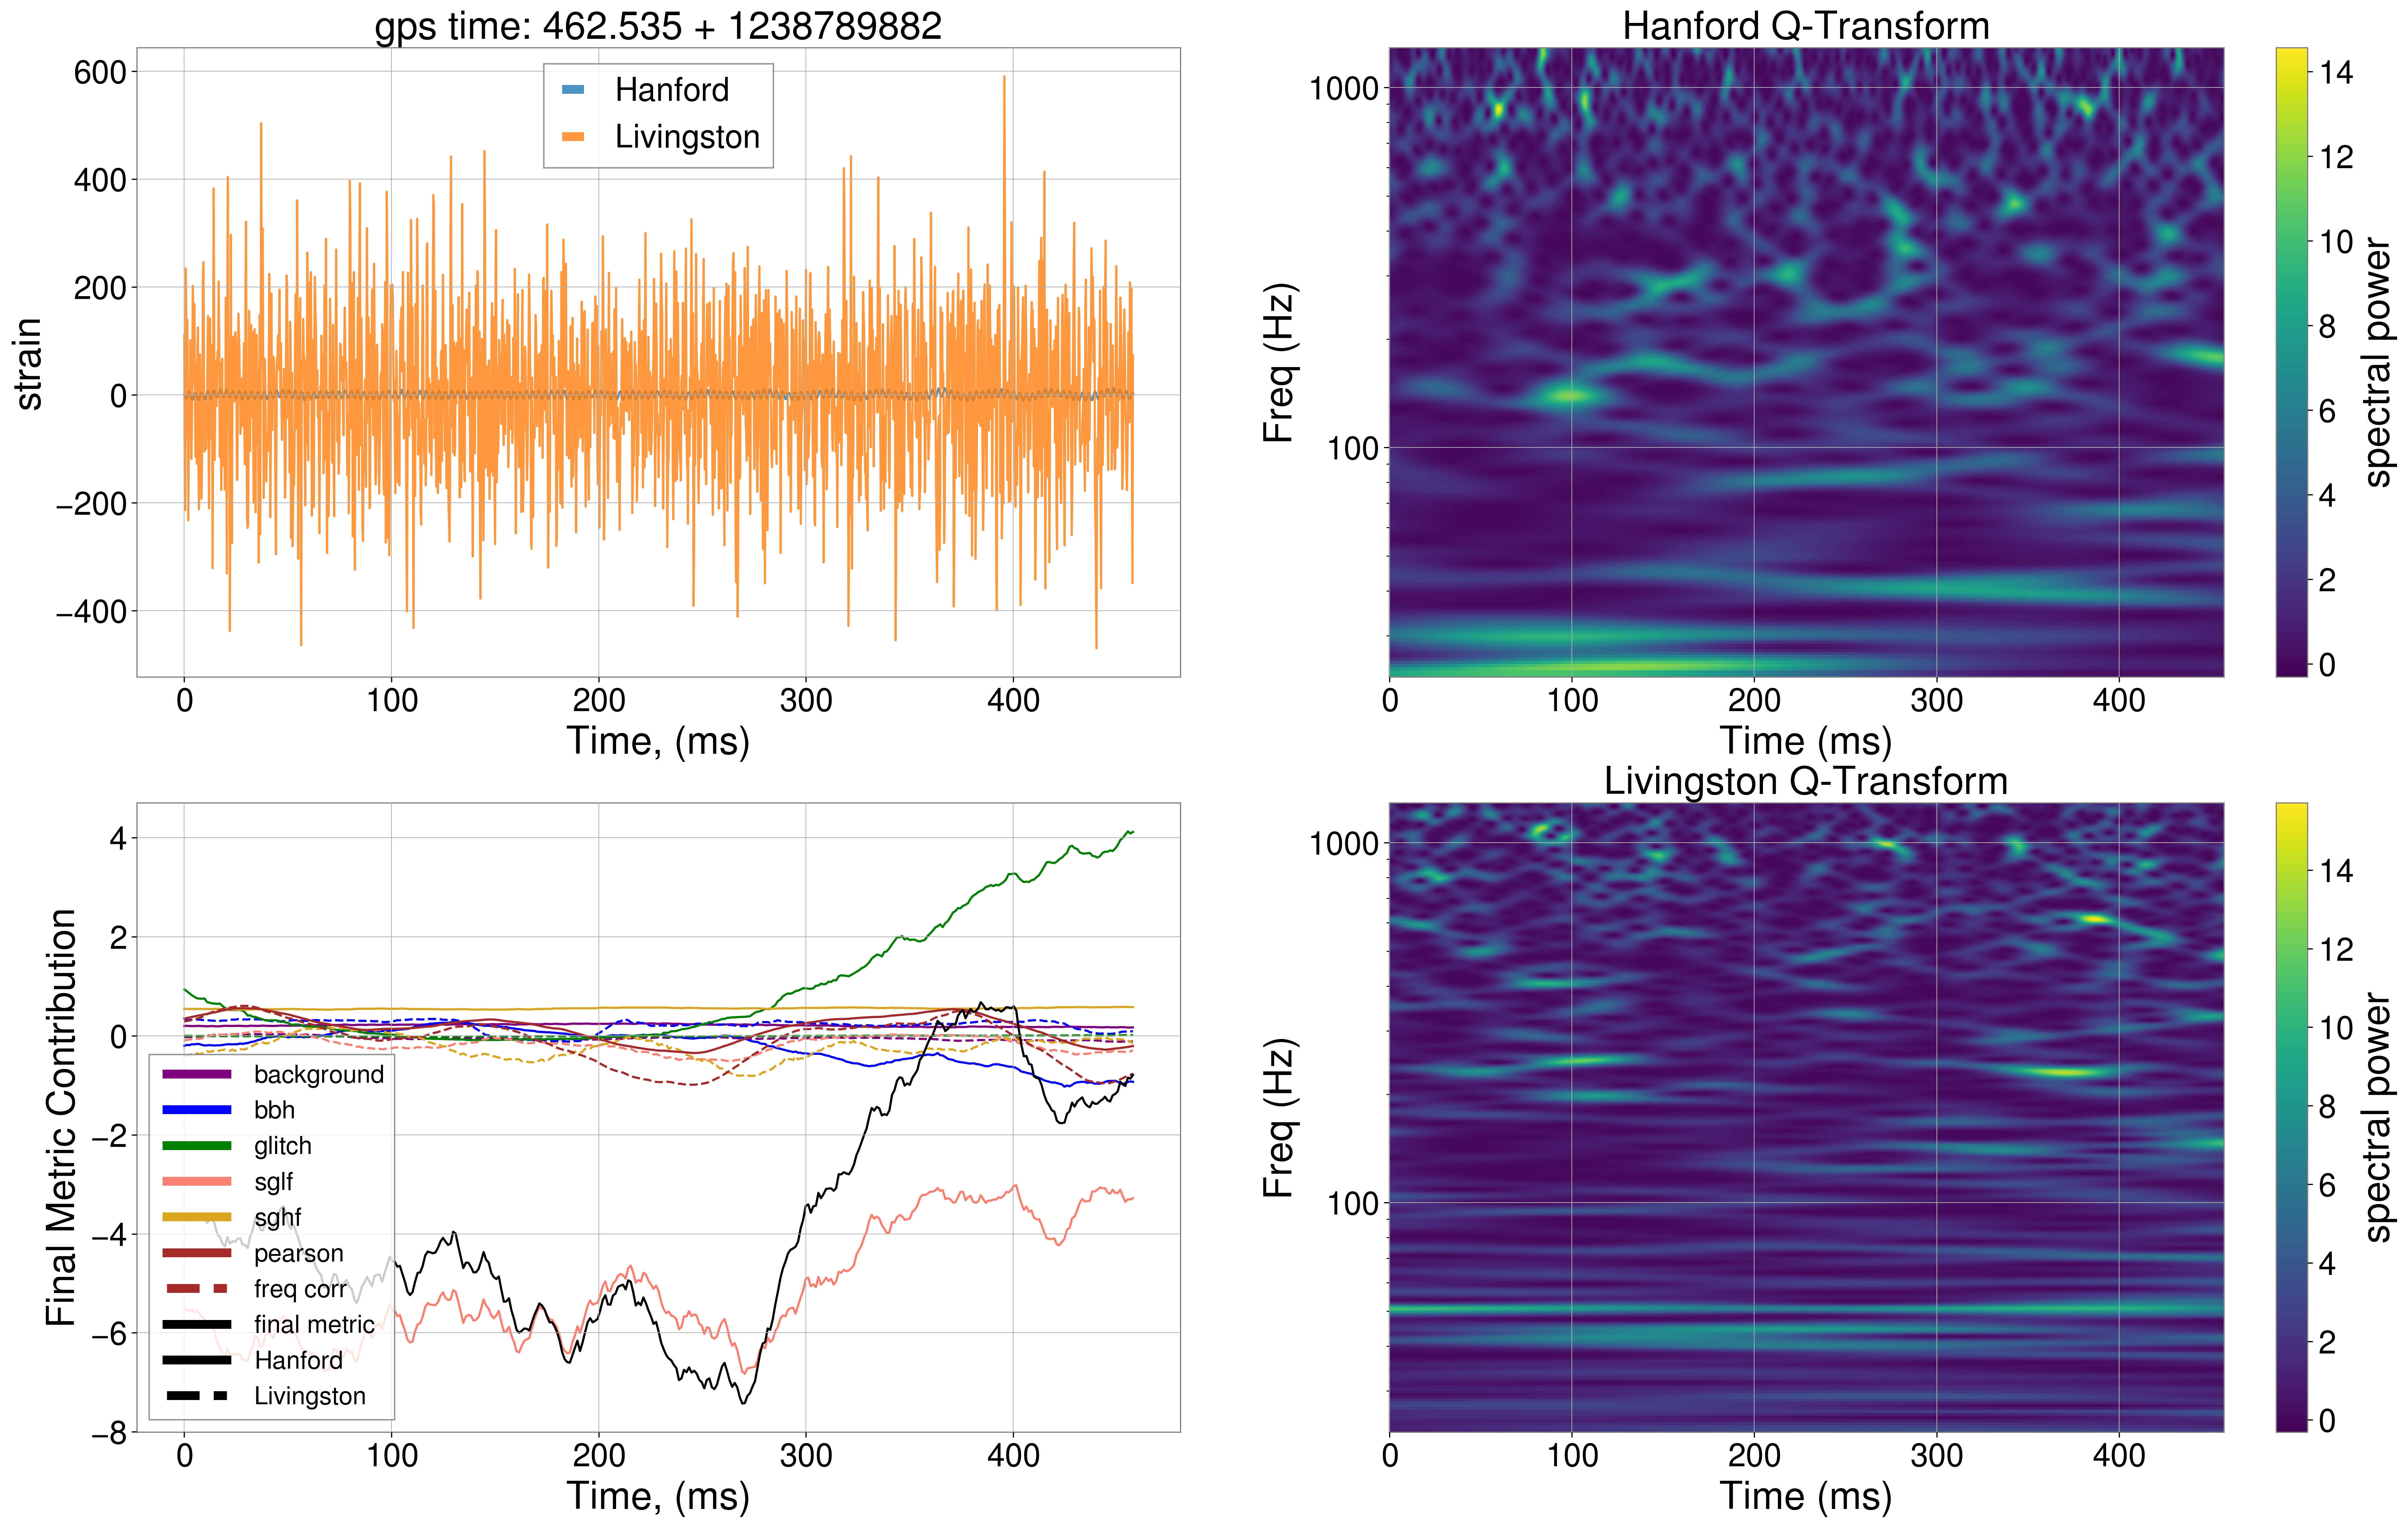 gps time: 462.535 + 1238789882
600
400
200
0
−200
−400
strain
Hanford
Livingston
0
100
200
300
400
Time, (ms)
Hanford Q-Transform
1000
100
Freq (Hz)
0
100
200
300
400
Time (ms)
14
12
10
8
6
4
2
0
spectral power
4
2
0
−2
−4
−6
−8
Final Metric Contribution
background
bbh
glitch
sglf
sghf
pearson
freq corr
final metric
Hanford
Livingston
0
100
200
300
400
Time, (ms)
Livingston Q-Transform
1000
100
Freq (Hz)
0
100
200
300
400
Time (ms)
14
12
10
8
6
4
2
0
spectral power